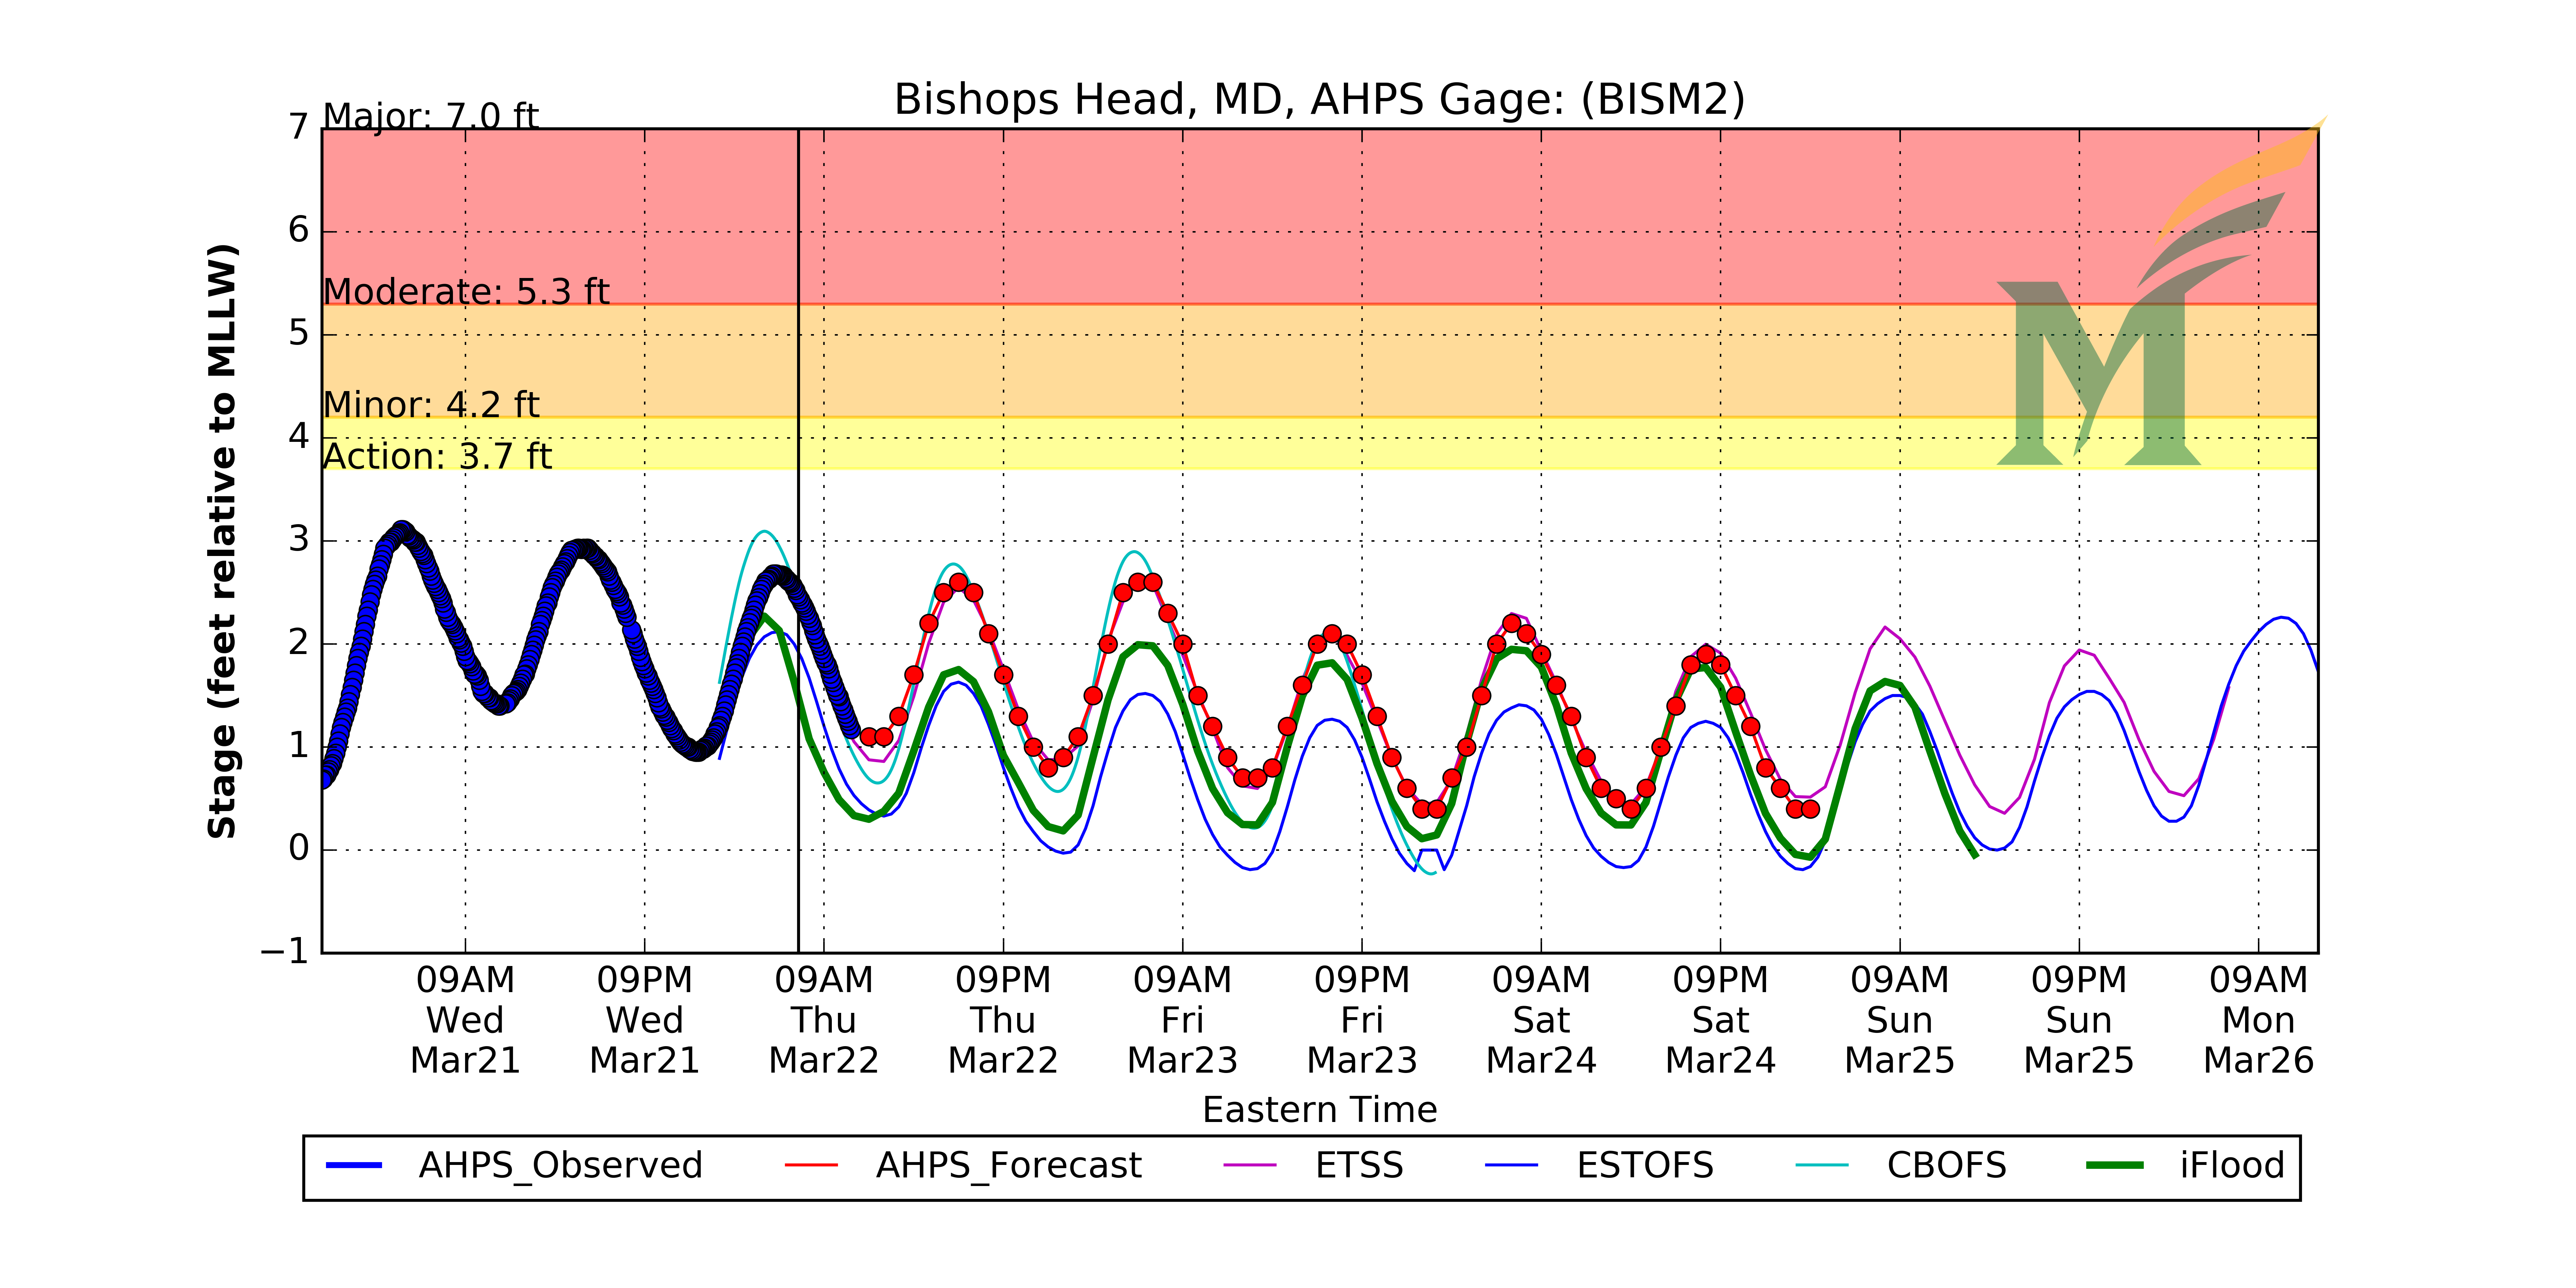 Bishops Head, MD, AHPS Gage: (BISM2)
Major: 7.0 ft
Moderate: 5.3 ft
Minor: 4.2 ft
Action: 3.7 ft
Stage (feet relative to MLLW)
7
6
5
4
3
2
1
0
−1
09AM 09PM 09AM 09PM 09AM 09PM 09AM 09PM 09AM 09PM 09AM
Wed Wed Thu Thu Fri Fri Sat Sat Sun Sun Mon
Mar21 Mar21 Mar22 Mar22 Mar23 Mar23 Mar24 Mar24 Mar25 Mar25 Mar26
Eastern Time
AHPS_Observed AHPS_Forecast ETSS ESTOFS CBOFS iFlood
M